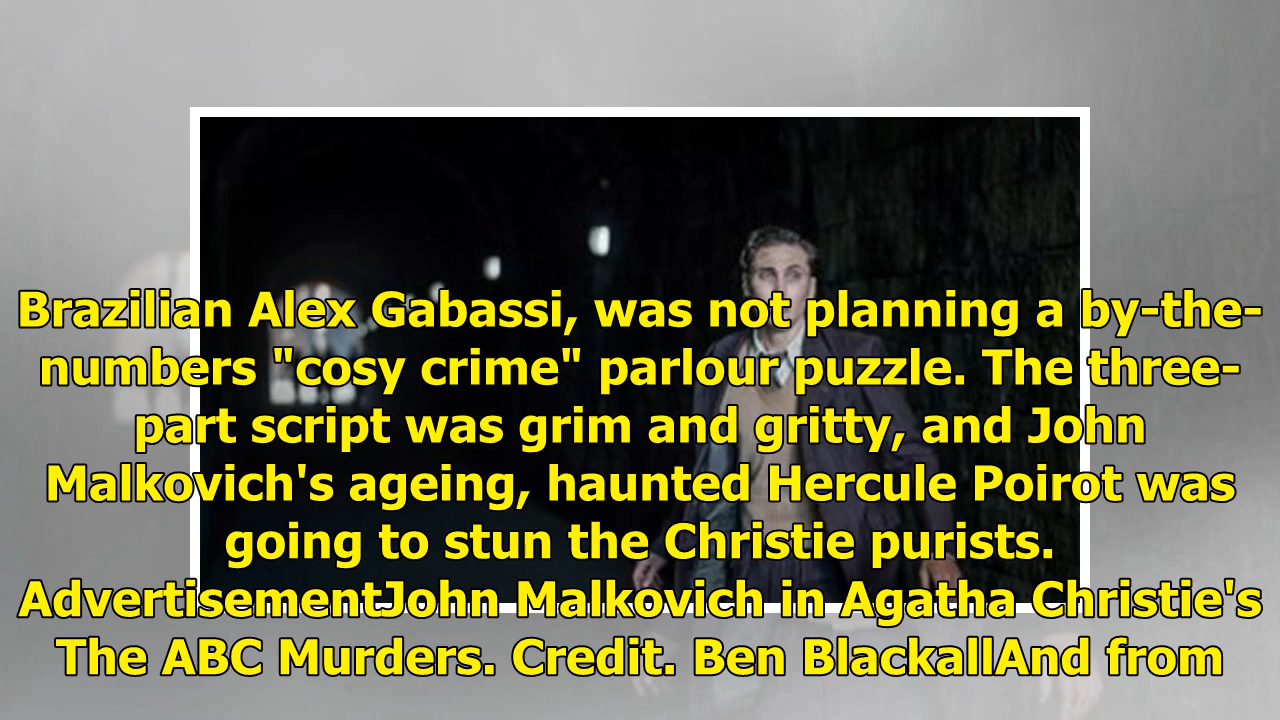 Brazilian Alex Gabassi, was not planning a by-the-
numbers "cosy crime" parlour puzzle. The three-
part script was grim and gritty, and John
Malkovich's ageing, haunted Hercule Poirot was
going to stun the Christie purists.
AdvertisementJohn Malkovich in Agatha Christie's
The ABC Murders. Credit. Ben BlackallAnd from